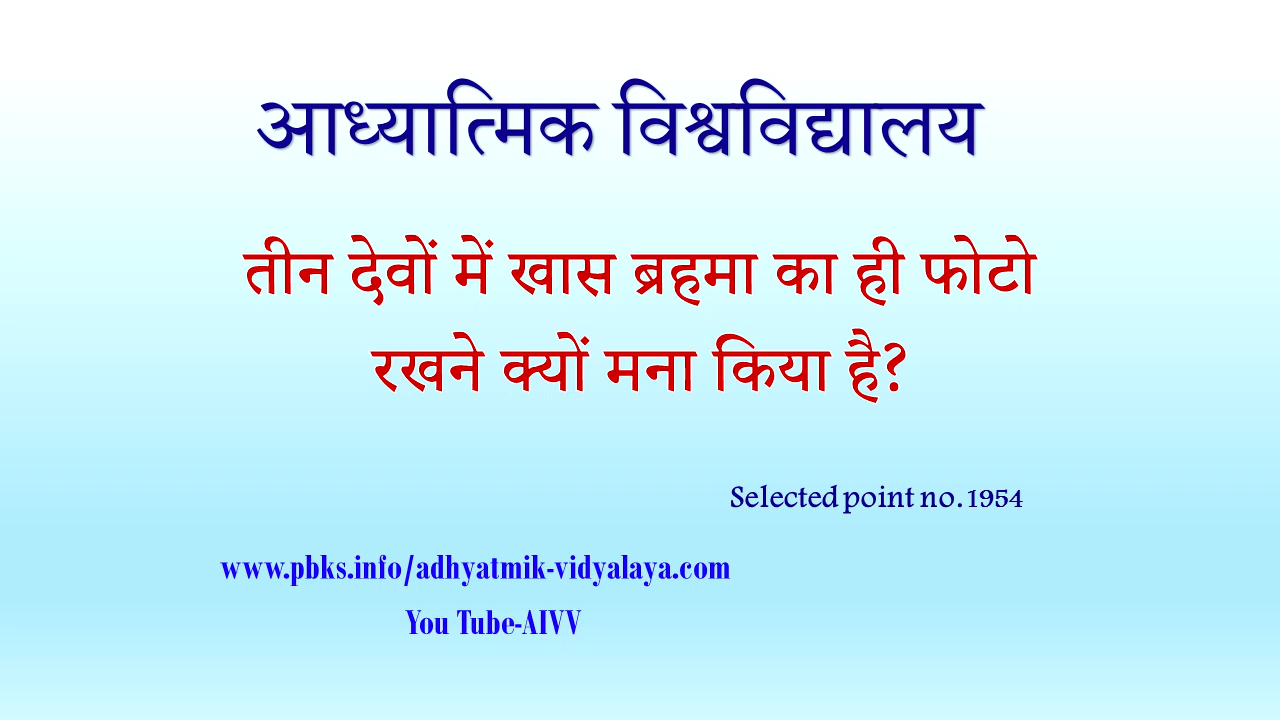 आध्यात्मिक विश्वविद्यालय
तीन देवों में खास ब्रहमा का ही फोटो
रखने क्यों मना किया है?
Selected point no.1954
www.pbks.info/adhyatmik-vidyalaya.com
You Tube-AIVV